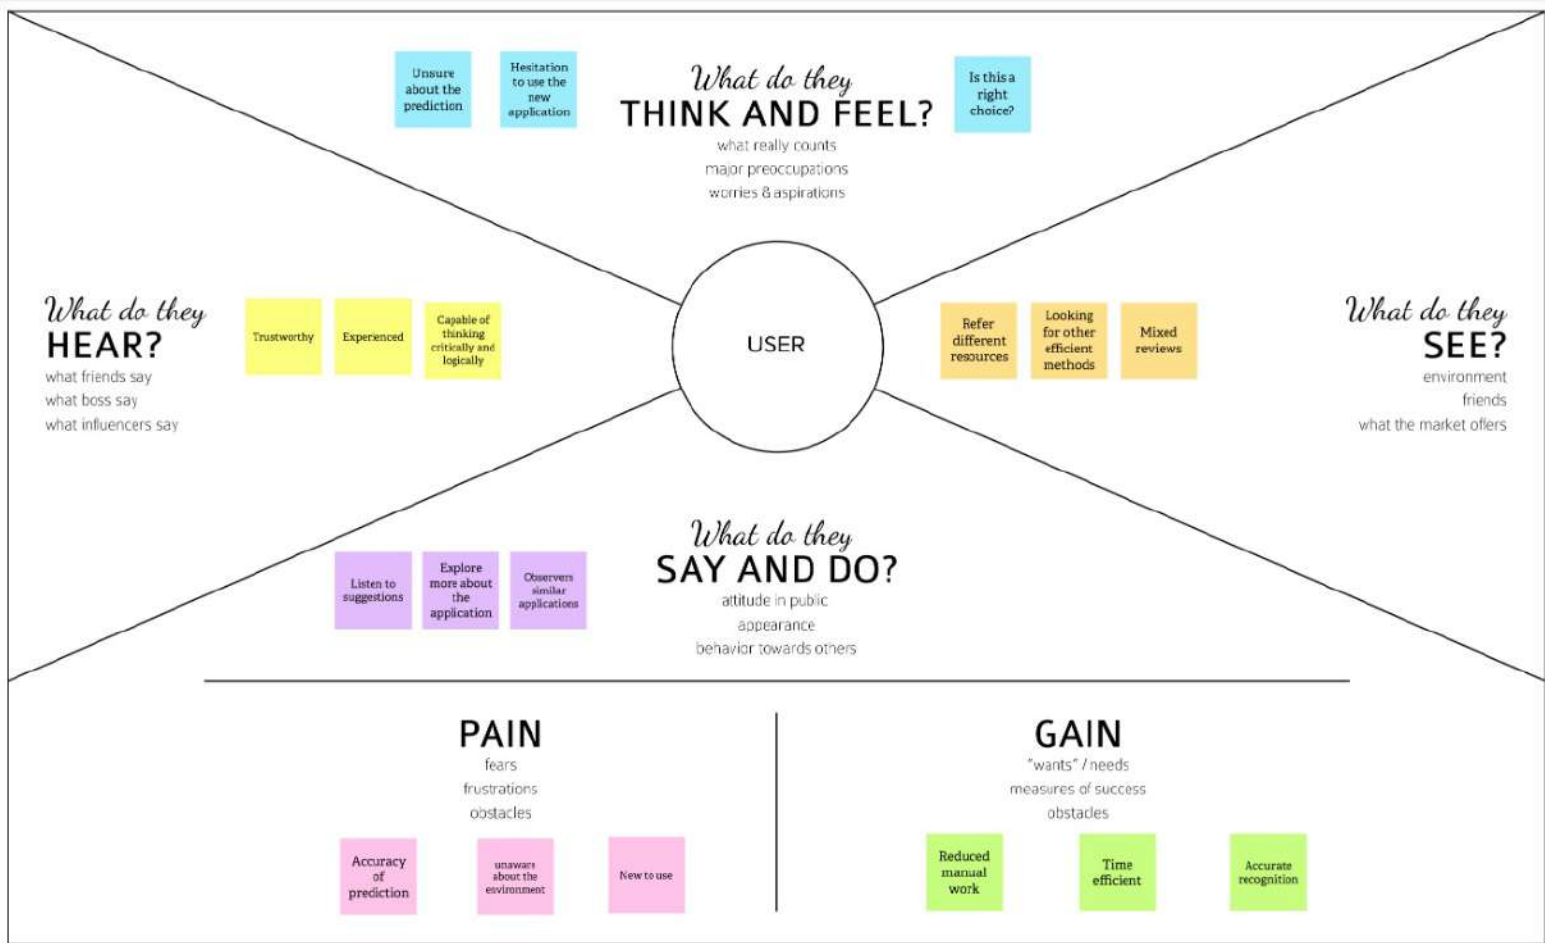 Unsure
about the
prediction
Hesitation
to use the
new
application
What do they
THINK AND FEEL?
what really counts
major preoccupations
worries & aspirations
Is this a
right
choice?
What do they
HEAR?
what friends say
what boss say
what influencers say
Trustworthy
Experienced
Capable of
thinking
critically and
logically
USER
Refer
different
resources
Looking
for other
efficient
methods
Mixed
reviews
What do they
SEE?
environment
friends
what the market offers
Listen to
suggestions
Explore
more about
the
application
Observers
similar
applications
What do they
SAY AND DO?
attitude in public
appearance
behavior towards others
PAIN
fears
frustrations
obstacles
Accuracy
of
prediction
unaware
about the
environment
New to use
GAIN
"wants" / needs
measures of success
obstacles
Reduced
manual
work
Time
efficient
Accurate
recognition